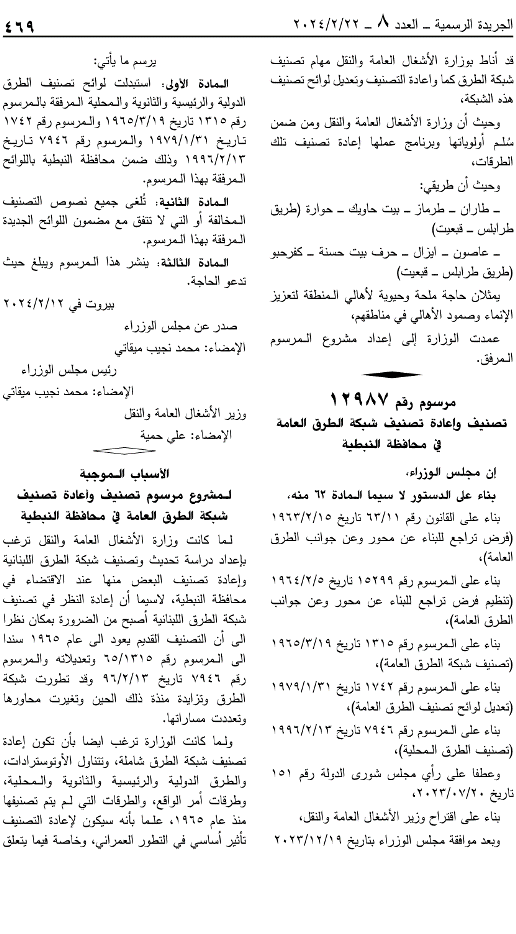 الجريدة الرسمية ــ العدد ٨ ــ ٢٠٢٤/٢/٢٢
٤٦٩
قد أناط بوزارة الأشغال العامة والنقل مهام تصنيف
شبكة الطرق كما واعادة التصنيف وتعديل لوائح تصنيف
هذه الشبكة،
وحيث أن وزارة الأشغال العامة والنقل ومن ضمن
سُلم أولوياتها وبرنامج عملها إعادة تصنيف تلك
الطرقات،
وحيث أن طريقي:
ــ طاران ــ طرماز ــ بيت حاويك ــ حوارة (طريق
طرابلس ــ قبعيت)
ــ عاصون ــ ايزال ــ حرف بيت حسنة ــ كفرحبو
(طريق طرابلس ــ قبعيت)
يمثلان حاجة ملحة وحيوية لأهالي المنطقة لتعزيز
الإنماء وصمود الأهالي في مناطقهم،
عمدت الوزارة إلى إعداد مشروع المرسوم
المرفق.
مرسوم رقم ١٢٩٨٧
تصنيف وإعادة تصنيف شبكة الطرق العامة
في محافظة النبطية
إن مجلس الوزراء،
بناء على الدستور لا سيما المادة ٦٢ منه،
بناء على القانون رقم ٦٣/١١ تاريخ ١٩٦٣/٢/١٥
(فرض تراجع للبناء عن محور وعن جوانب الطرق
العامة)،
بناء على المرسوم رقم ١٥٢٩٩ تاريخ ١٩٦٤/٢/٥
(تنظيم فرض تراجع للبناء عن محور وعن جوانب
الطرق العامة)،
بناء على المرسوم رقم ١٣١٥ تاريخ ١٩٦٥/٣/١٩
(تصنيف شبكة الطرق العامة)،
بناء على المرسوم رقم ١٧٤٢ تاريخ ١٩٧٩/١/٣١
(تعديل لوائح تصنيف الطرق العامة)،
بناء على المرسوم رقم ٧٩٤٦ تاريخ ١٩٩٦/٢/١٣
(تصنيف الطرق المحلية)،
وعطفا على رأي مجلس شورى الدولة رقم ١٥١
تاريخ ٢٠٢٣/٠٧/٢٠،
بناء على اقتراح وزير الأشغال العامة والنقل،
وبعد موافقة مجلس الوزراء بتاريخ ٢٠٢٣/١٢/١٩
يرسم ما يأتي:
المادة الأولى: استبدلت لوائح تصنيف الطرق
الدولية والرئيسية والثانوية والمحلية المرفقة بالمرسوم
رقم ١٣١٥ تاريخ ١٩٦٥/٣/١٩ والمرسوم رقم ١٧٤٢
تاريخ ١٩٧٩/١/٣١ والمرسوم رقم ٧٩٤٦ تاريخ
١٩٩٦/٢/١٣ وذلك ضمن محافظة النبطية باللوائح
المرفقة بهذا المرسوم.
المادة الثانية: تُلغى جميع نصوص التصنيف
المخالفة أو التي لا تتفق مع مضمون اللوائح الجديدة
المرفقة بهذا المرسوم.
المادة الثالثة: ينشر هذا المرسوم ويبلغ حيث
تدعو الحاجة.
بيروت في ٢٠٢٤/٢/١٢
صدر عن مجلس الوزراء
الإمضاء: محمد نجيب ميقاتي
رئيس مجلس الوزراء
الإمضاء: محمد نجيب ميقاتي
وزير الأشغال العامة والنقل
الإمضاء: علي حمية
الأسباب الموجبة
لمشروع مرسوم تصنيف وإعادة تصنيف
شبكة الطرق العامة في محافظة النبطية
لما كانت وزارة الأشغال العامة والنقل ترغب
بإعداد دراسة تحديث وتصنيف شبكة الطرق اللبنانية
وإعادة تصنيف البعض منها عند الاقتضاء في
محافظة النبطية، لاسيما أن إعادة النظر في تصنيف
شبكة الطرق اللبنانية أصبح من الضرورة بمكان نظرا
الى أن التصنيف القديم يعود الى عام ١٩٦٥ سندا
الى المرسوم رقم ٦٥/١٣١٥ وتعديلاته والمرسوم
رقم ٧٩٤٦ تاريخ ٩٦/٢/١٣ وقد تطورت شبكة
الطرق وتزايدة منذة ذلك الحين وتغيرت محاورها
وتعددت مساراتها.
ولما كانت الوزارة ترغب ايضا بأن تكون إعادة
تصنيف شبكة الطرق شاملة، وتتناول الأوتوسترادات،
والطرق الدولية والرئيسية والثانوية والمحلية،
وطرقات أمر الواقع، والطرقات التي لم يتم تصنيفها
منذ عام ١٩٦٥، علما بأنه سيكون لإعادة التصنيف
تأثير أساسي في التطور العمراني، وخاصة فيما يتعلق